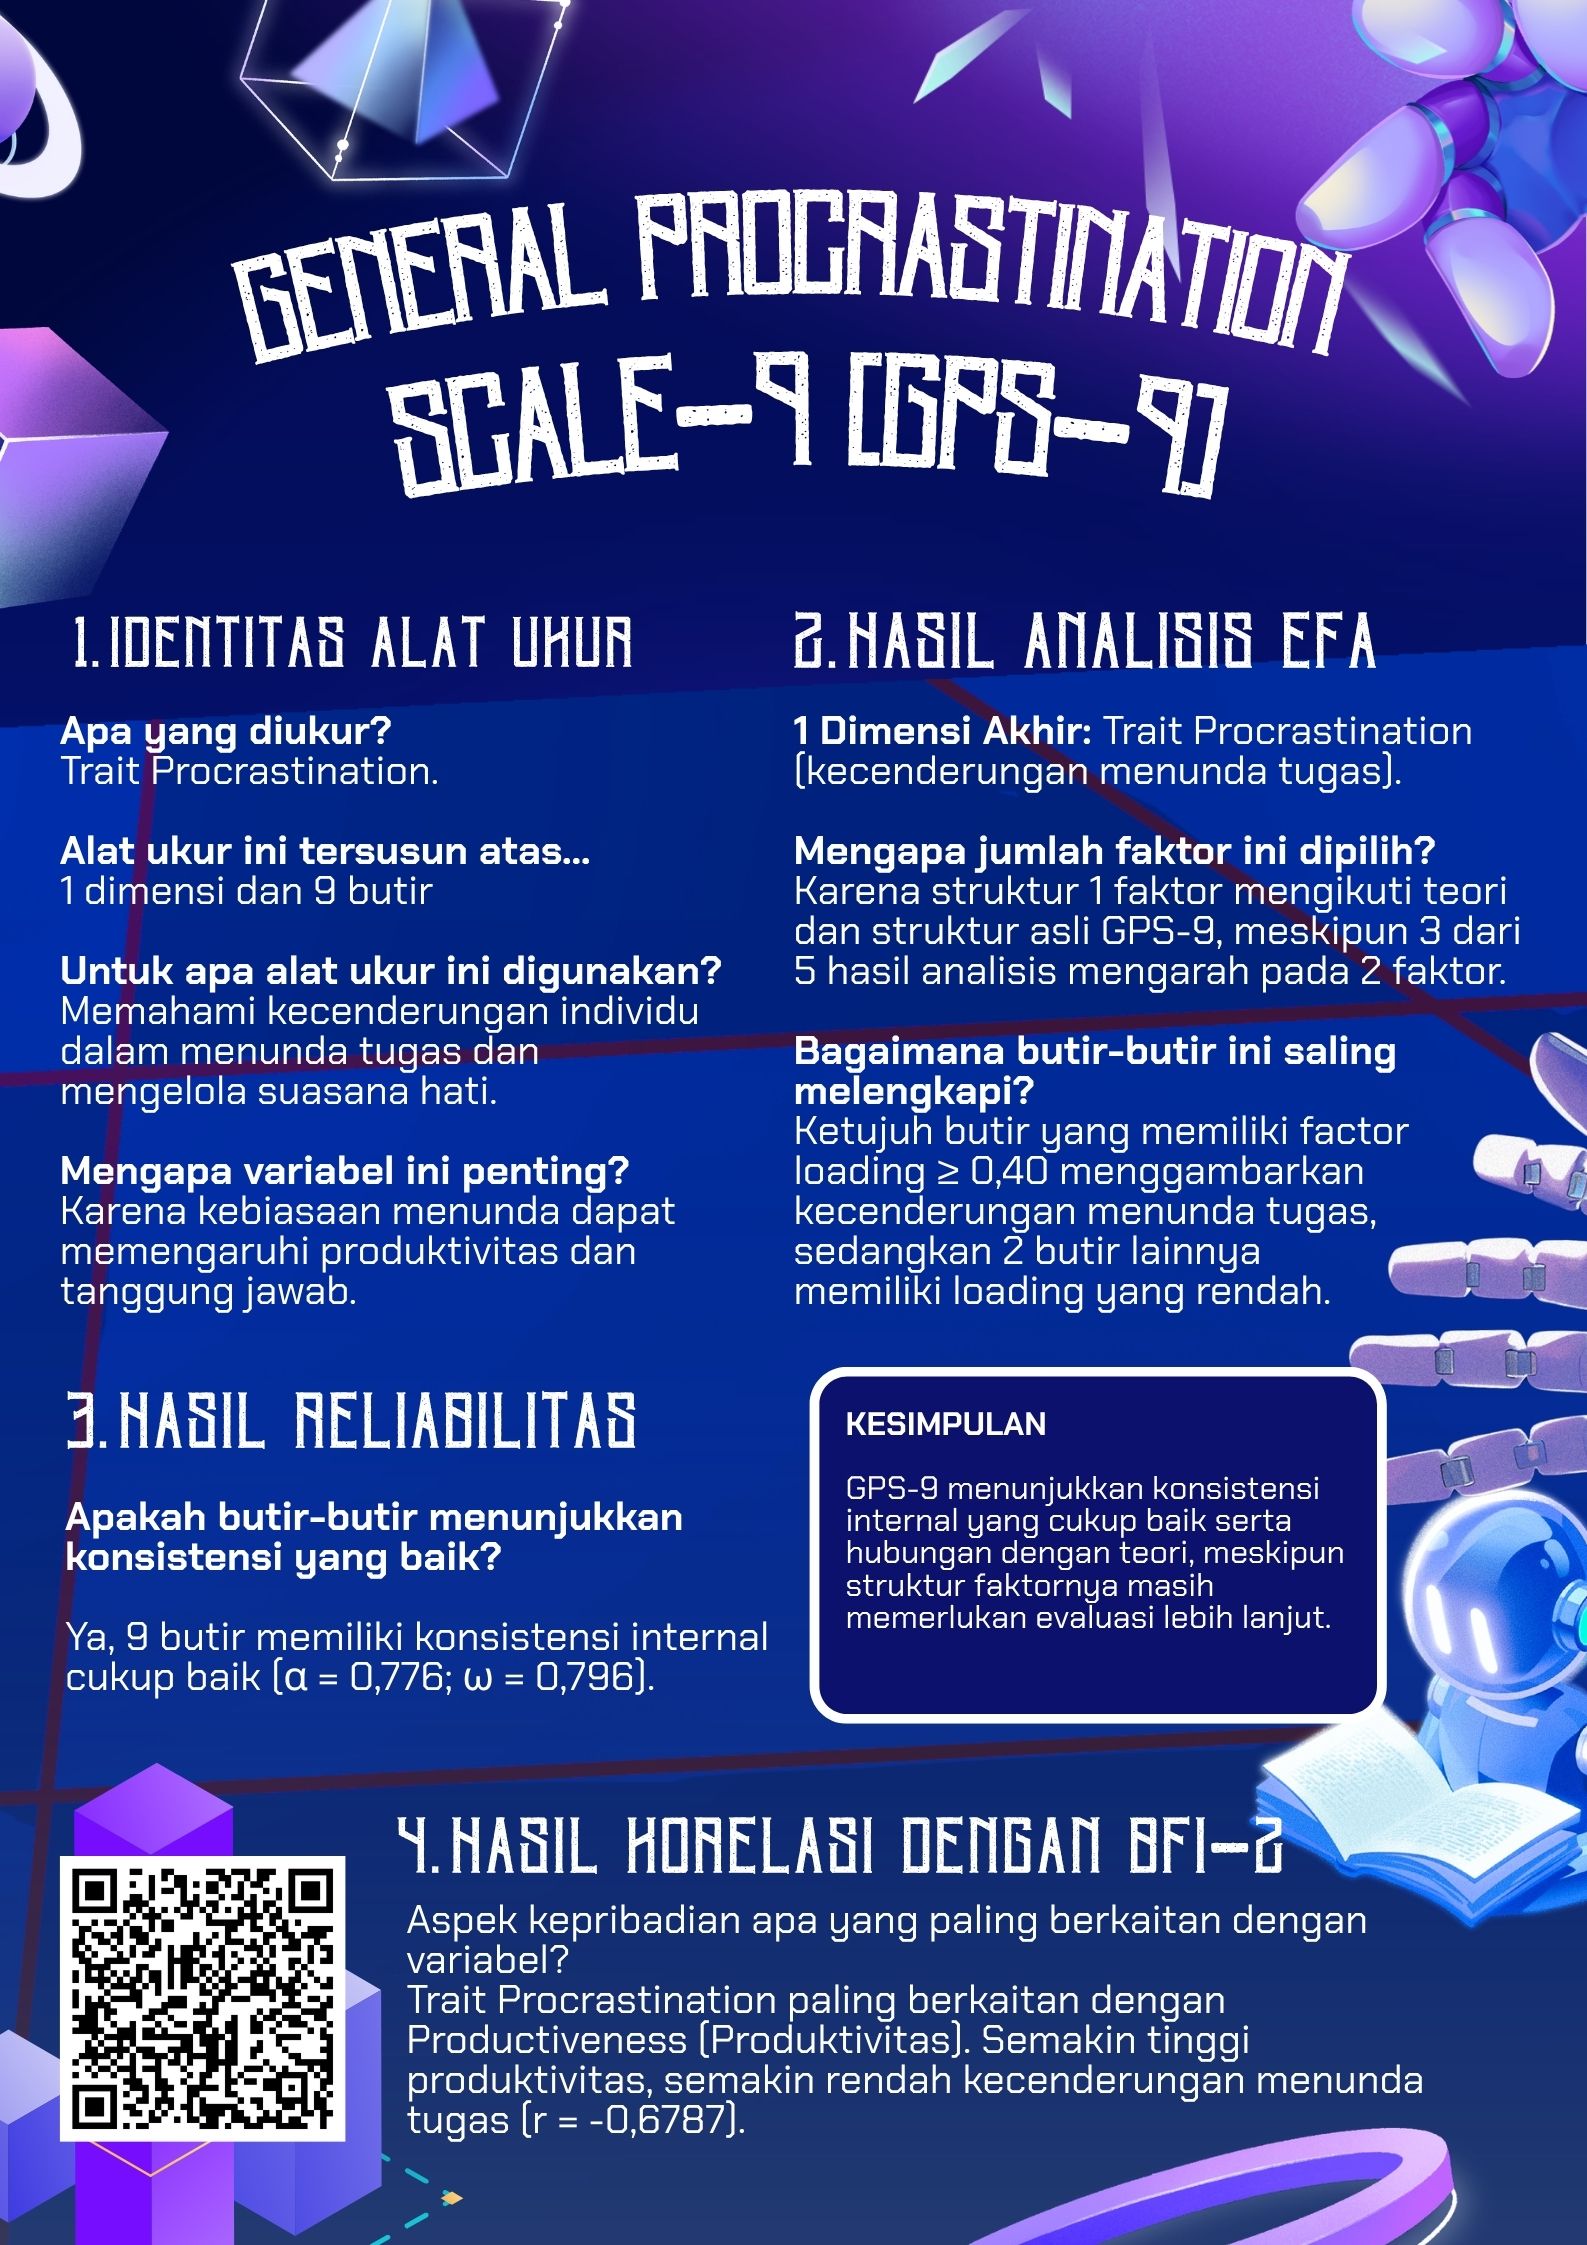 GENERAL PROCRASTINATION
SCALE-9 [GPS-9]
1. IDENTITAS ALAT UKUR
Apa yang diukur?
Trait Procrastination.
Alat ukur ini tersusun atas...
1 dimensi dan 9 butir
Untuk apa alat ukur ini digunakan?
Memahami kecenderungan individu
dalam menunda tugas dan
mengelola suasana hati.
Mengapa variabel ini penting?
Karena kebiasaan menunda dapat
memengaruhi produktivitas dan
tanggung jawab.
2. HASIL ANALISIS EFA
1 Dimensi Akhir: Trait Procrastination
(kecenderungan menunda tugas).
Mengapa jumlah faktor ini dipilih?
Karena struktur 1 faktor mengikuti teori
dan struktur asli GPS-9, meskipun 3 dari
5 hasil analisis mengarah pada 2 faktor.
Bagaimana butir-butir ini saling
melengkapi?
Ketujuh butir yang memiliki factor
loading ≥ 0,40 menggambarkan
kecenderungan menunda tugas,
sedangkan 2 butir lainnya
memiliki loading yang rendah.
3. HASIL RELIABILITAS
Apakah butir-butir menunjukkan
konsistensi yang baik?
Ya, 9 butir memiliki konsistensi internal
cukup baik (α = 0,776; ω = 0,796).
KESIMPULAN
GPS-9 menunjukkan konsistensi
internal yang cukup baik serta
hubungan dengan teori, meskipun
struktur faktornya masih
memerlukan evaluasi lebih lanjut.
4. HASIL KORELASI DENGAN BFI-2
Aspek kepribadian apa yang paling berkaitan dengan
variabel?
Trait Procrastination paling berkaitan dengan
Productiveness (Produktivitas). Semakin tinggi
produktivitas, semakin rendah kecenderungan menunda
tugas (r = -0,6787).